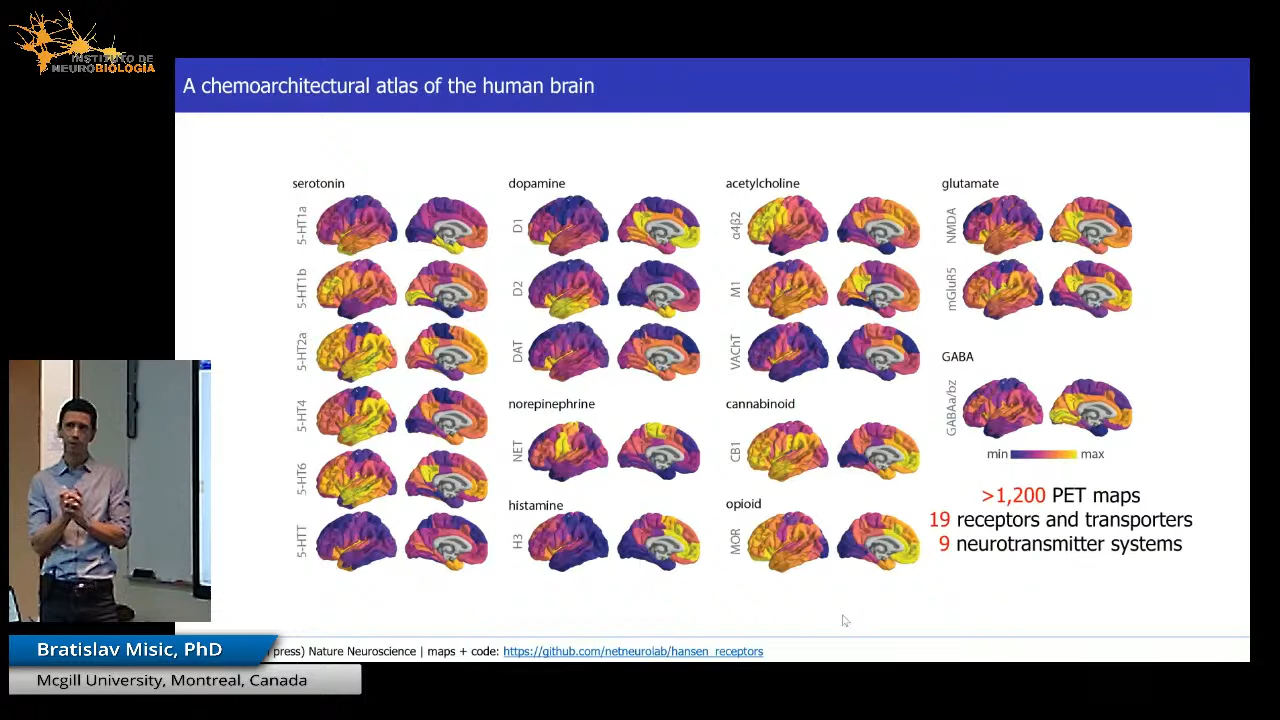 INSTITUTO DE
NEUROBIOLOGÍA
A chemoarchitectural atlas of the human brain
serotonin
5-HT1a
5-HT1b
5-HT2a
5-HT4
5-HT6
5-HTT
dopamine
D1
D2
DAT
norepinephrine
NET
histamine
H3
acetylcholine
α4β2
M1
VAChT
cannabinoid
CB1
opioid
MOR
glutamate
NMDA
mGluR5
GABA
GABAa/bz
min
max
>1,200 PET maps
19 receptors and transporters
9 neurotransmitter systems
press) Nature Neuroscience | maps + code: https://github.com/netneurolab/hansen_receptors
Bratislav Misic, PhD
Mcgill University, Montreal, Canada